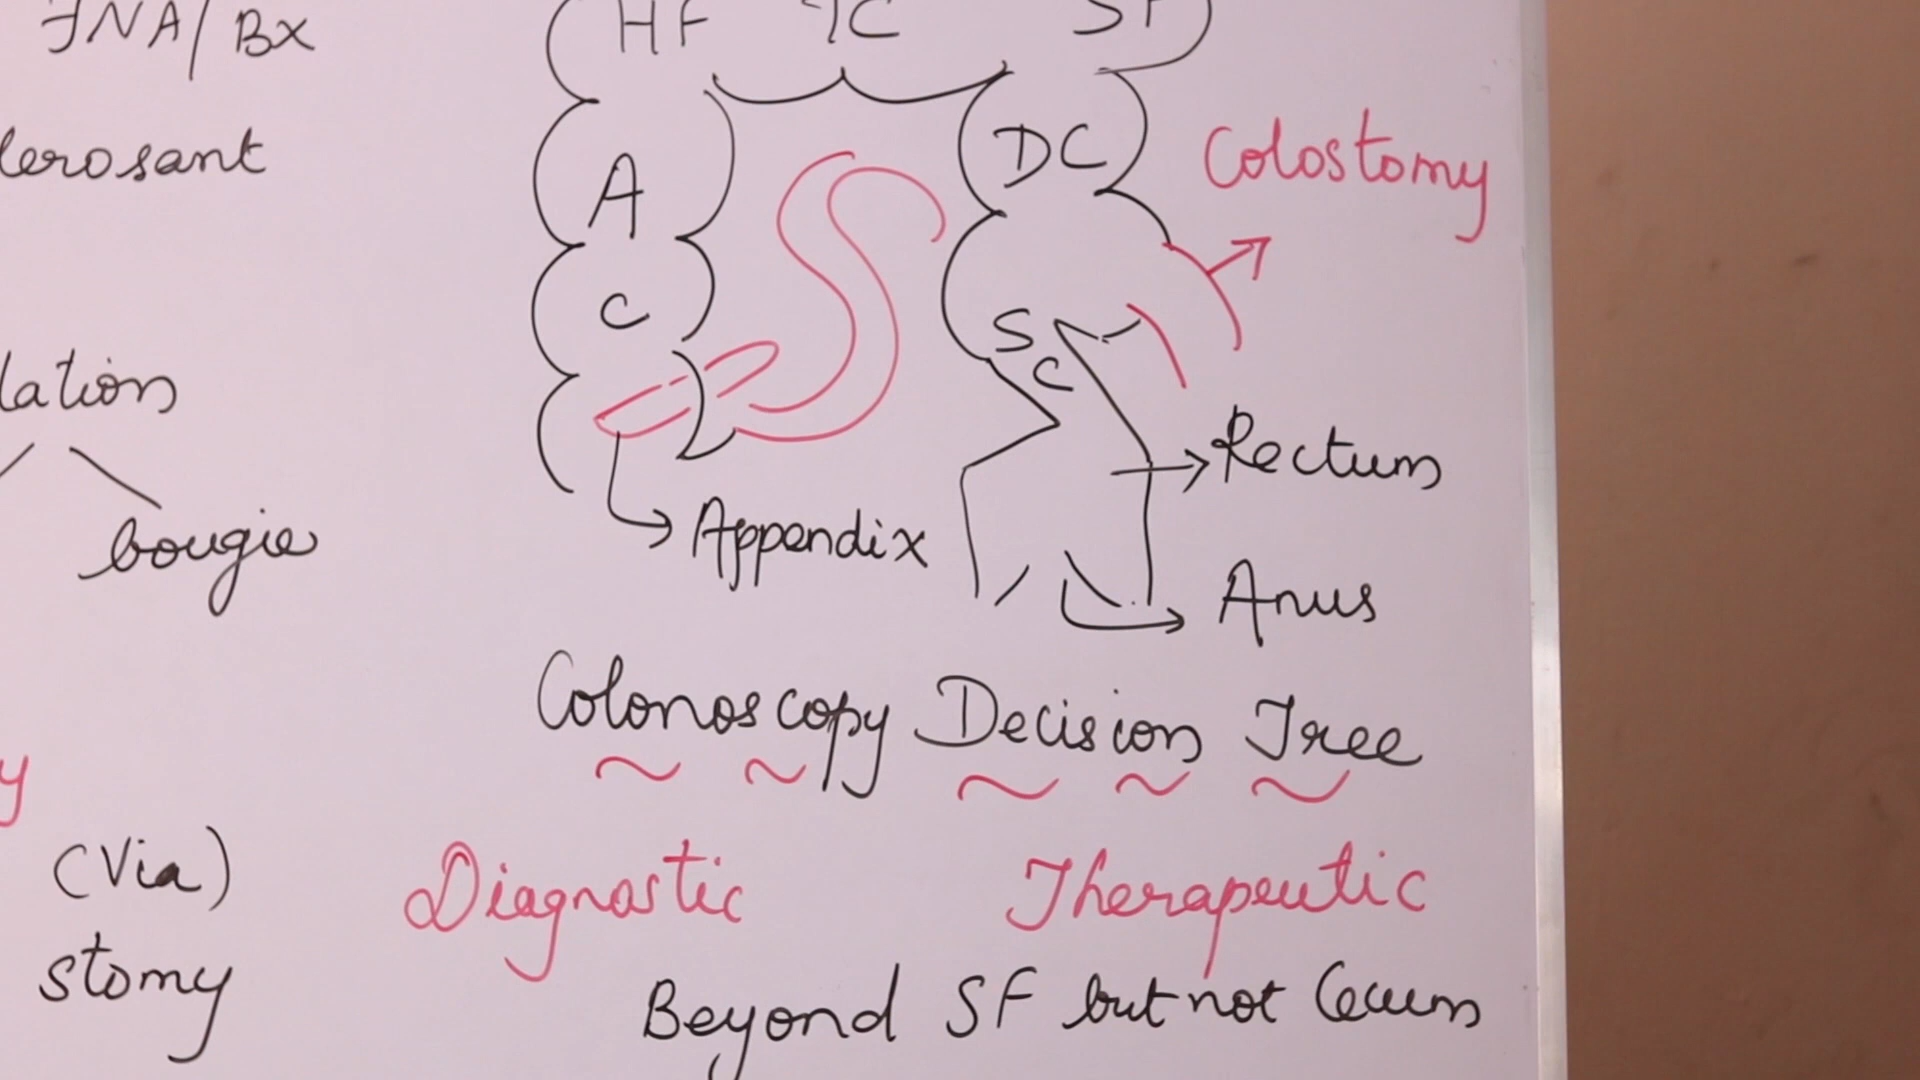 FNA/ Bx
HF TC SF
lerosant
A
C
DC
Colostomy
S
C
lation
bougie
Rectum
Appendix
Anus
Colonoscopy Decision Tree
y
(Via)
stomy
Diagnostic Therapeutic
Beyond SF but not Cecum